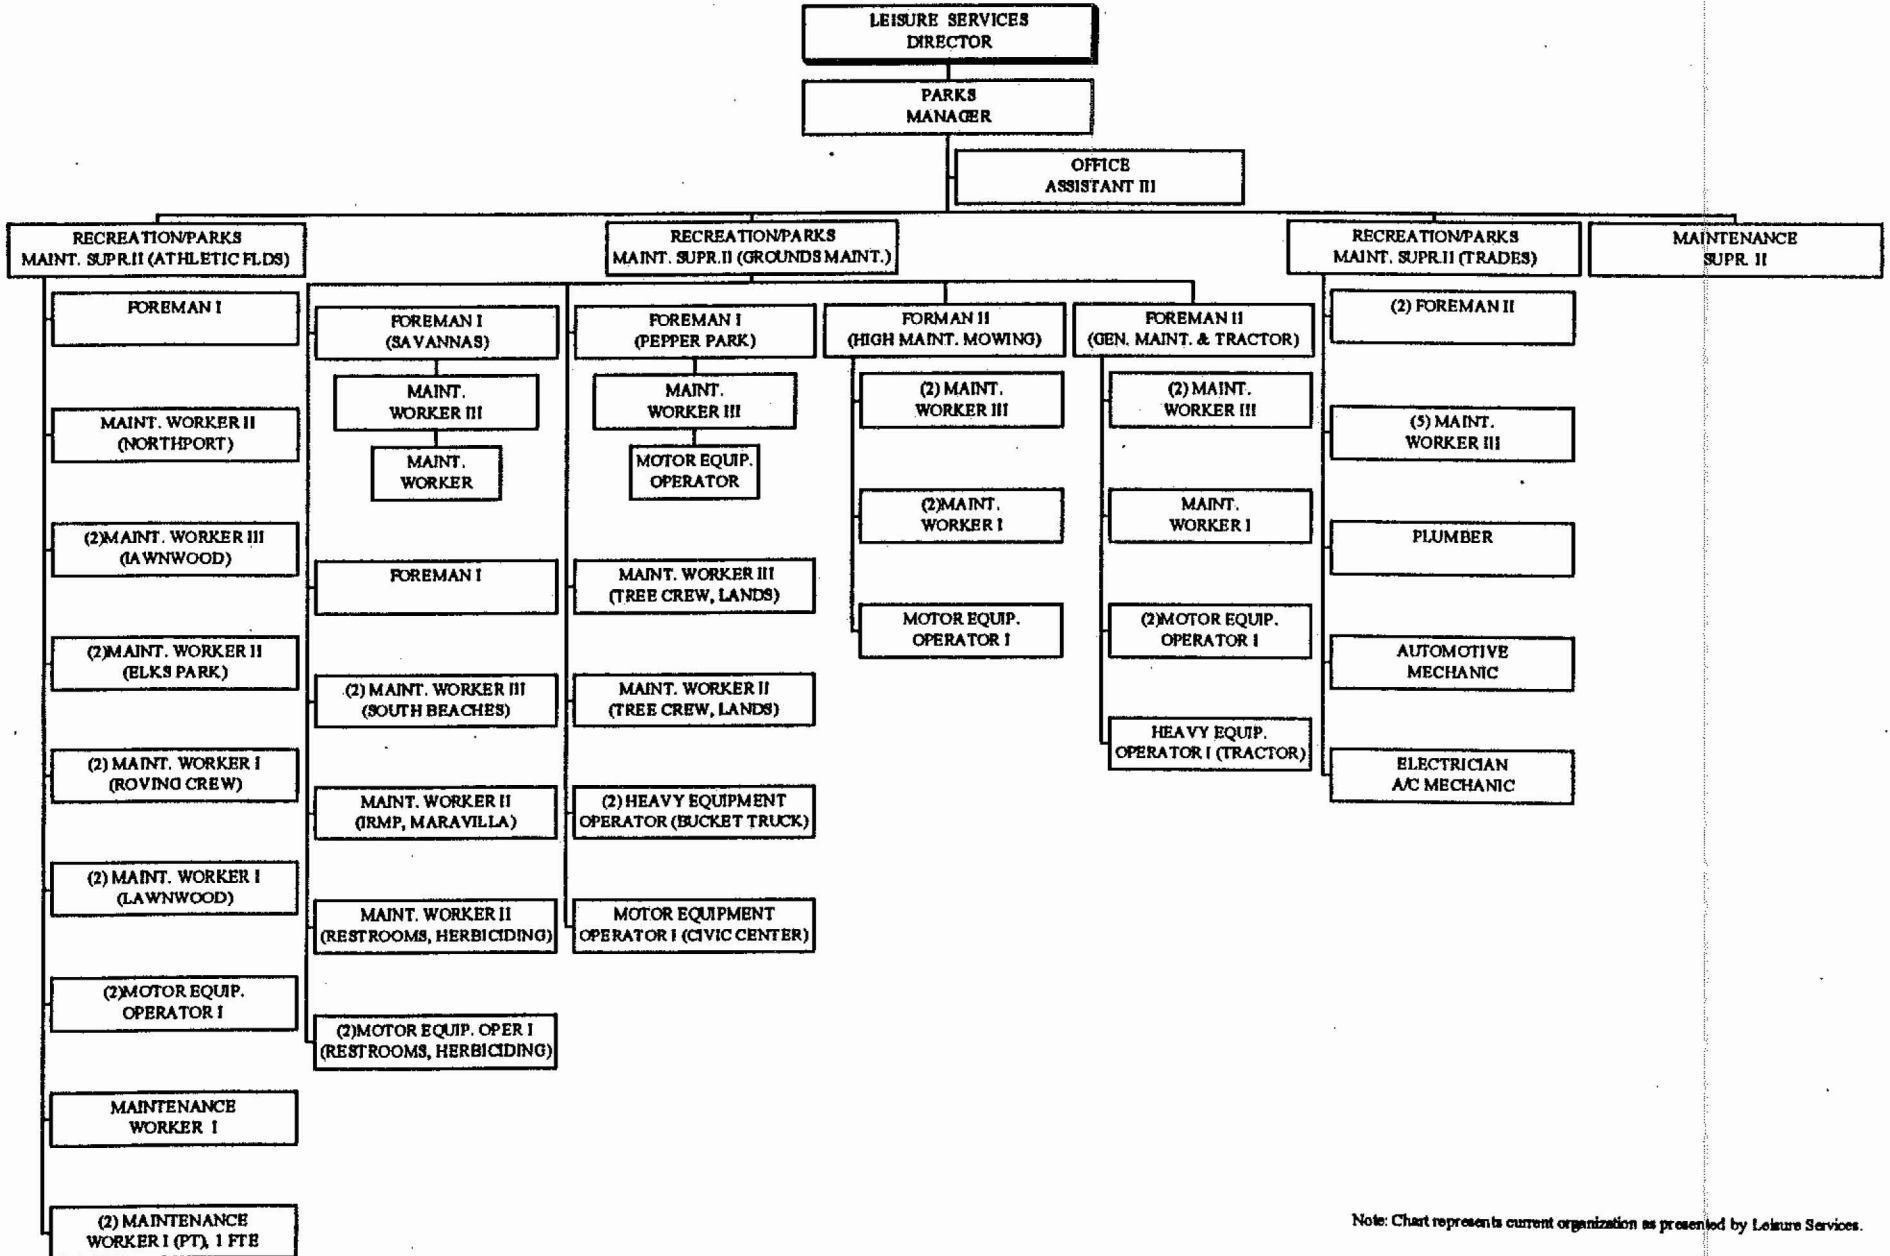 LEISURE SERVICES
DIRECTOR
PARKS
MANAGER
OFFICE
ASSISTANT III
RECREATION/PARKS
MAINT. SUPR.II (ATHLETIC FLDS)
FOREMAN I
MAINT. WORKER II
(NORTHPORT)
(2)MAINT. WORKER III
(IAWNWOOD)
(2)MAINT. WORKER II
(ELKS PARK)
(2) MAINT. WORKER I
(ROVING CREW)
(2) MAINT. WORKER I
(LAWNWOOD)
(2)MOTOR EQUIP.
OPERATOR I
MAINTENANCE
WORKER I
(2) MAINTENANCE
WORKER I (PT), 1 FTE
RECREATION/PARKS
MAINT. SUPR.II (GROUNDS MAINT.)
FOREMAN I
(SAVANNAS)
MAINT.
WORKER III
MAINT.
WORKER
FOREMAN I
(2) MAINT. WORKER III
(SOUTH BEACHES)
MAINT. WORKER II
(IRMP, MARAVILLA)
MAINT. WORKER II
(RESTROOMS, HERBICIDING)
(2)MOTOR EQUIP. OPER I
(RESTROOMS, HERBICIDING)
FOREMAN I
(PEPPER PARK)
MAINT.
WORKER III
MOTOR EQUIP.
OPERATOR
MAINT. WORKER III
(TREE CREW, LANDS)
MAINT. WORKER II
(TREE CREW, LANDS)
(2) HEAVY EQUIPMENT
OPERATOR (BUCKET TRUCK)
MOTOR EQUIPMENT
OPERATOR I (CIVIC CENTER)
FORMAN II
(HIGH MAINT. MOWING)
(2) MAINT.
WORKER III
(2)MAINT.
WORKER I
MOTOR EQUIP.
OPERATOR I
FOREMAN II
(GEN. MAINT. & TRACTOR)
(2) MAINT.
WORKER III
MAINT.
WORKER I
(2)MOTOR EQUIP.
OPERATOR I
HEAVY EQUIP.
OPERATOR I (TRACTOR)
RECREATION/PARKS
MAINT. SUPR.II (TRADES)
(2) FOREMAN II
(5) MAINT.
WORKER III
PLUMBER
AUTOMOTIVE
MECHANIC
ELECTRICIAN
A/C MECHANIC
MAINTENANCE
SUPR. II
Note: Chart represents current organization as presented by Leisure Services.